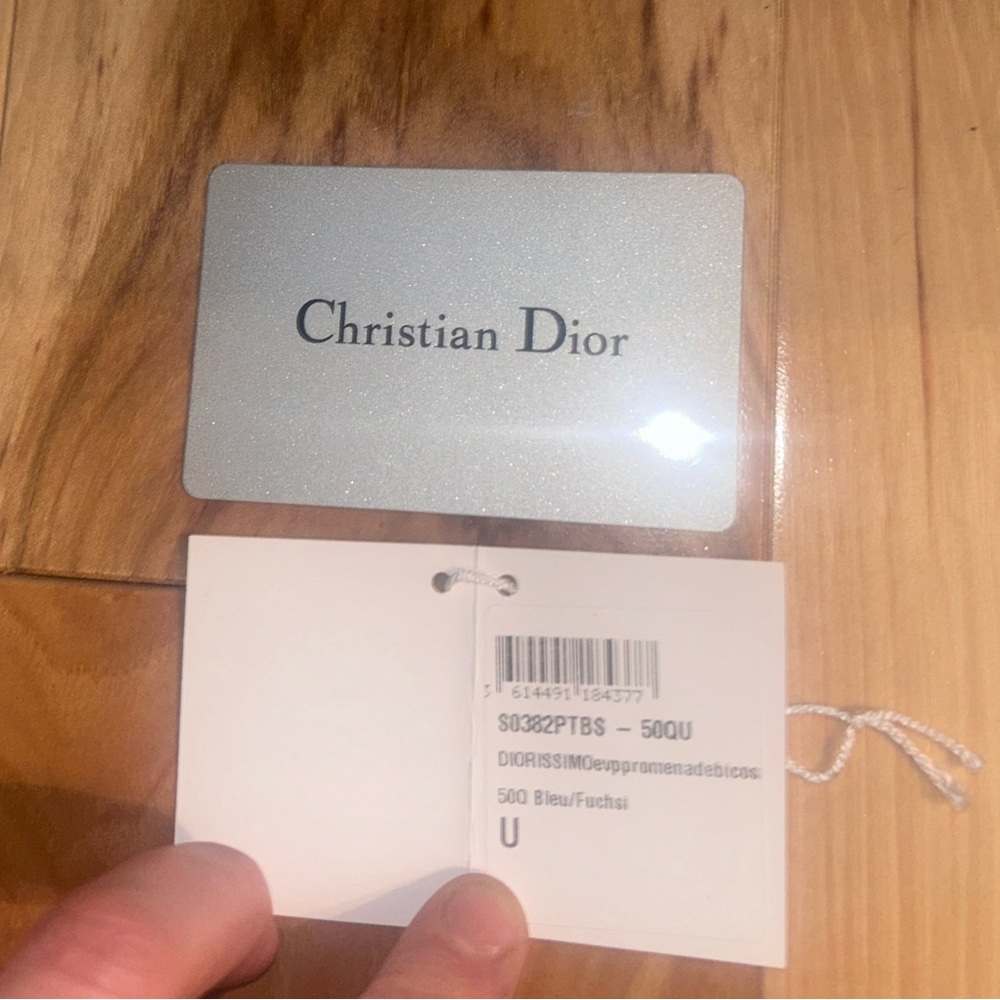 Christian Dior
3 614491 184377
S0382PTBS - 50QU
DIORISSIMOevppromenadebicos
50Q Bleu/Fuchsi
U